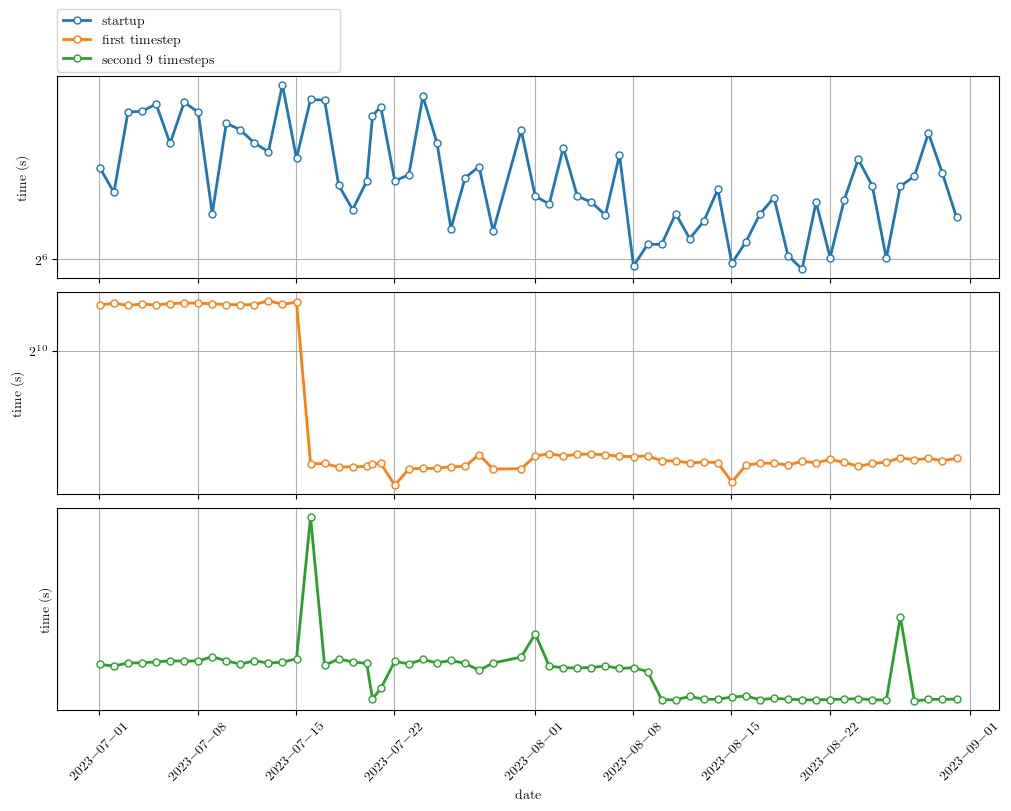 startup
first timestep
second 9 timesteps
time (s)
2^6
time (s)
2^10
time (s)
2023−07−01
2023−07−08
2023−07−15
2023−07−22
2023−08−01
2023−08−08
2023−08−15
2023−08−22
2023−09−01
date